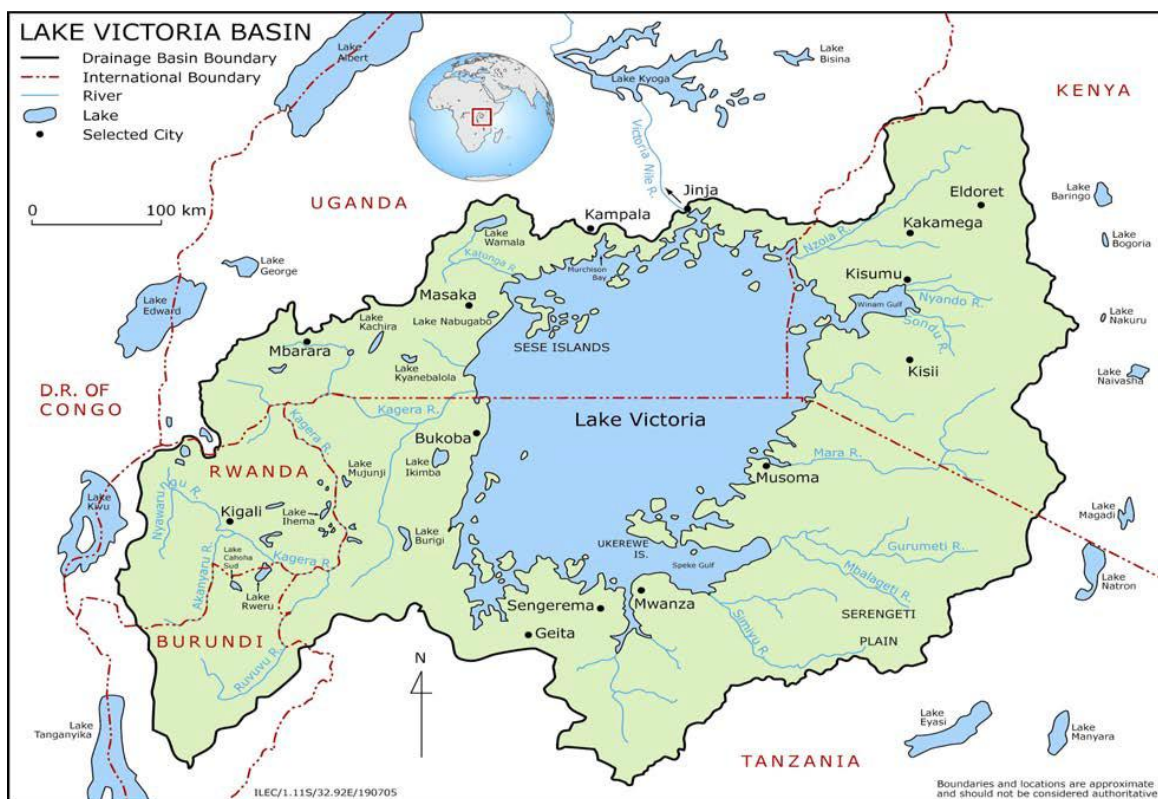 LAKE VICTORIA BASIN
Drainage Basin Boundary
International Boundary
River
Lake
Selected City
0 100 km
Lake
Albert
Lake Kyoga
Lake
Bisina
KENYA
Victoria Nile R.
UGANDA
Jinja
Kampala
Eldoret
Lake
Baringo
Lake
Wamala
Kakamega
Nzoia R.
Lake
Bogoria
Katonga R.
Murchison
Bay
Lake
George
Kisumu
Lake
Edward
Masaka
Winam Gulf
Nyando R.
Lake
Nakuru
Lake Nabugabo
Lake
Kachira
Sondu R.
SESE ISLANDS
Mbarara
Lake
Kyanebalola
Kisii
Lake
Naivasha
D.R. OF
CONGO
Kagera R.
Kagera R.
Lake Victoria
Bukoba
Lake
Ikimba
Mara R.
Musoma
RWANDA
Lake
Mujunji
Lake
Kivu
Nyawarungu R.
Lake
Ihema
Kigali
Lake
Magadi
Lake
Burigi
UKEREWE
IS.
Gurumeti R.
Lake
Cahoha
Sud
Kagera R.
Speke Gulf
Akanyaru R.
Mbalageti R.
Lake
Natron
Lake
Rweru
Mwanza
Sengerema
SERENGETI
PLAIN
Simiyu R.
Geita
BURUNDI
Ruvuvu R.
N
Lake
Tanganyika
Lake
Eyasi
Lake
Manyara
TANZANIA
ILEC/1.11S/32.92E/190705
Boundaries and locations are approximate
and should not be considered authoritative